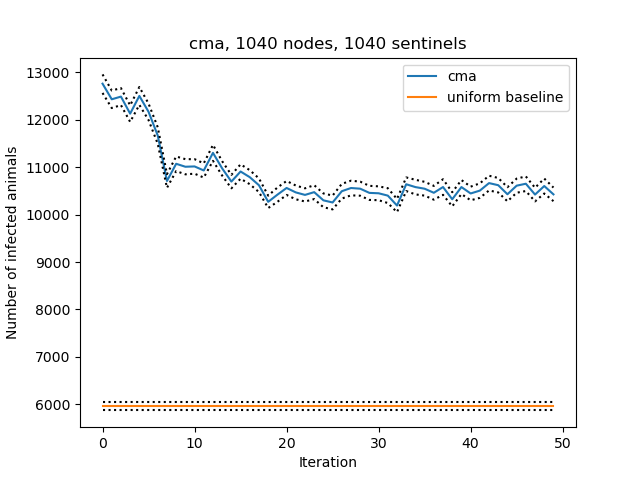 cma, 1040 nodes, 1040 sentinels
cma
uniform baseline
Number of infected animals
13000
12000
11000
10000
9000
8000
7000
6000
0 10 20 30 40 50
Iteration